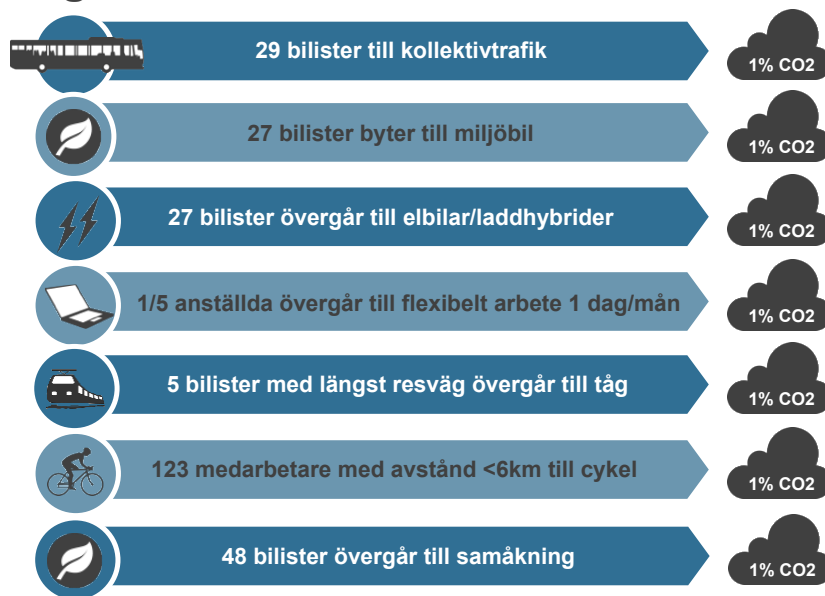 29 bilister till kollektivtrafik
1% CO2
27 bilister byter till miljöbil
1% CO2
27 bilister övergår till elbilar/laddhybrider
1% CO2
1/5 anställda övergår till flexibelt arbete 1 dag/mån
1% CO2
5 bilister med längst resväg övergår till tåg
1% CO2
123 medarbetare med avstånd <6km till cykel
1% CO2
48 bilister övergår till samåkning
1% CO2